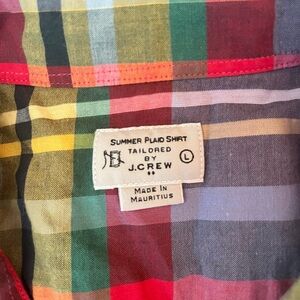 SUMMER PLAID SHIRT
TAILORED
BY
J.CREW
L
MADE IN
MAURITIUS